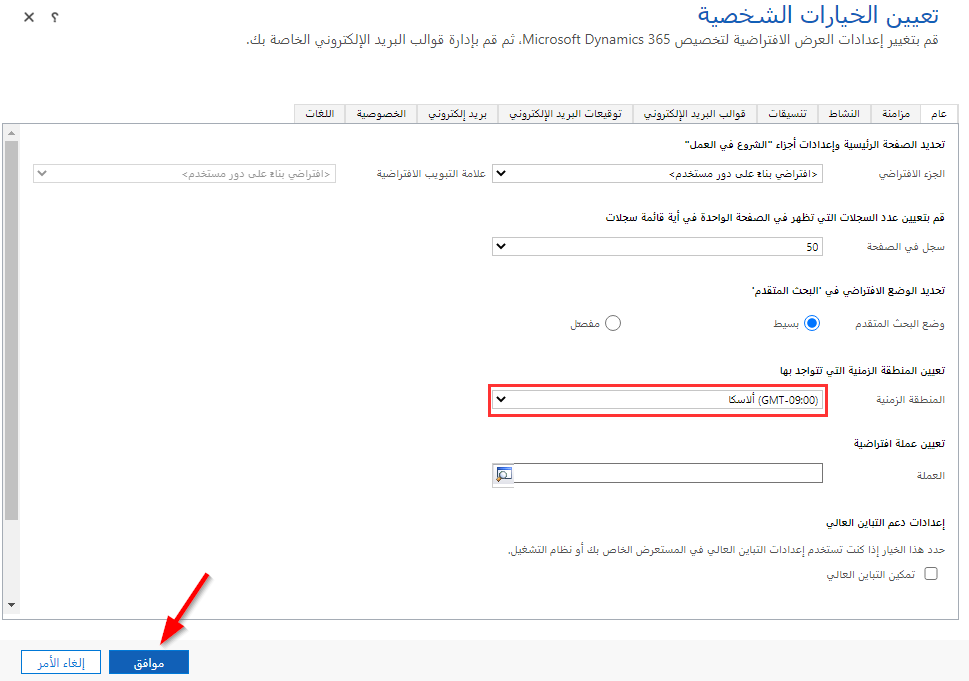 تعيين الخيارات الشخصية
قم بتغيير إعدادات العرض الافتراضية لتخصيص Microsoft Dynamics 365، ثم قم بإدارة قوالب البريد الإلكتروني الخاصة بك.
عام مزامنة النشاط تنسيقات قوالب البريد الإلكتروني توقيعات البريد الإلكتروني بريد إلكتروني الخصوصية اللغات
تحديد الصفحة الرئيسية وإعدادات أجزاء "الشروع في العمل"
الجزء الافتراضي <افتراضي بناءً على دور مستخدم> علامة التبويب الافتراضية <افتراضي بناءً على دور مستخدم>
قم بتعيين عدد السجلات التي تظهر في الصفحة الواحدة في أية قائمة سجلات
سجل في الصفحة 50
تحديد الوضع الافتراضي في "البحث المتقدم"
وضع البحث المتقدم بسيط مفصّل
تعيين المنطقة الزمنية التي تتواجد بها
المنطقة الزمنية (GMT-09:00) ألاسكا
تعيين عملة افتراضية
العملة
إعدادات دعم التباين العالي
حدد هذا الخيار إذا كنت تستخدم إعدادات التباين العالي في المستعرض الخاص بك أو نظام التشغيل.
تمكين التباين العالي
موافق إلغاء الأمر